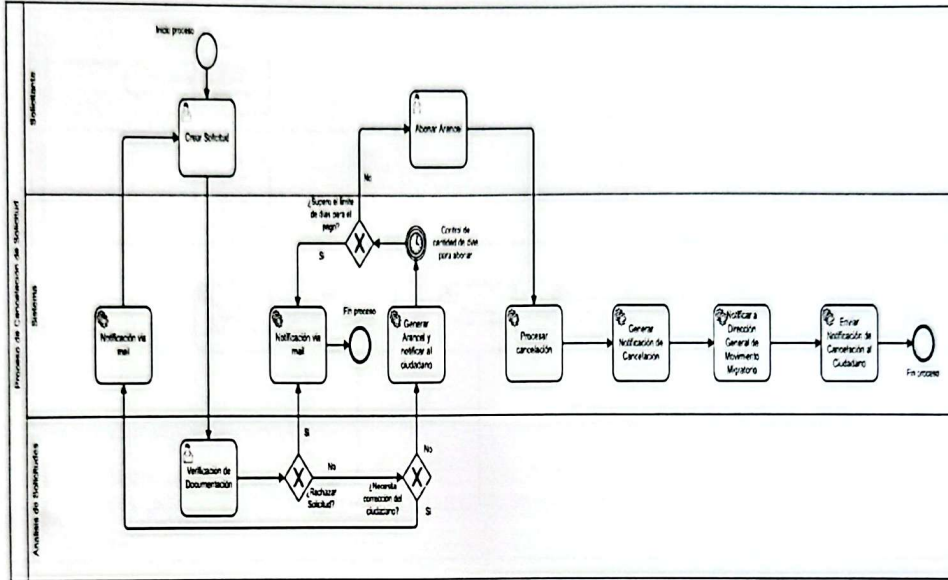 Proceso de Cancelación de Solicitud
Solicitante
Inicio proceso
Crear Solicitud
Abonar Arancel
No
Sistema
¿Supero el límite
de días para el
pago?
Si
Control de
cantidad de días
para abonar
Notificación vía
mail
Notificación vía
mail
Fin proceso
Generar
Arancel y
notificar al
ciudadano
Procesar
cancelación
Generar
Notificación de
Cancelación
Notificar a
Dirección
General de
Movimiento
Migratorio
Enviar
Notificación de
Cancelación al
Ciudadano
Fin proceso
Analisis de Solicitudes
Verificación de
Documentación
Si
No
¿Rechazar
Solicitud?
¿Necesita
corrección del
ciudadano?
No
Si